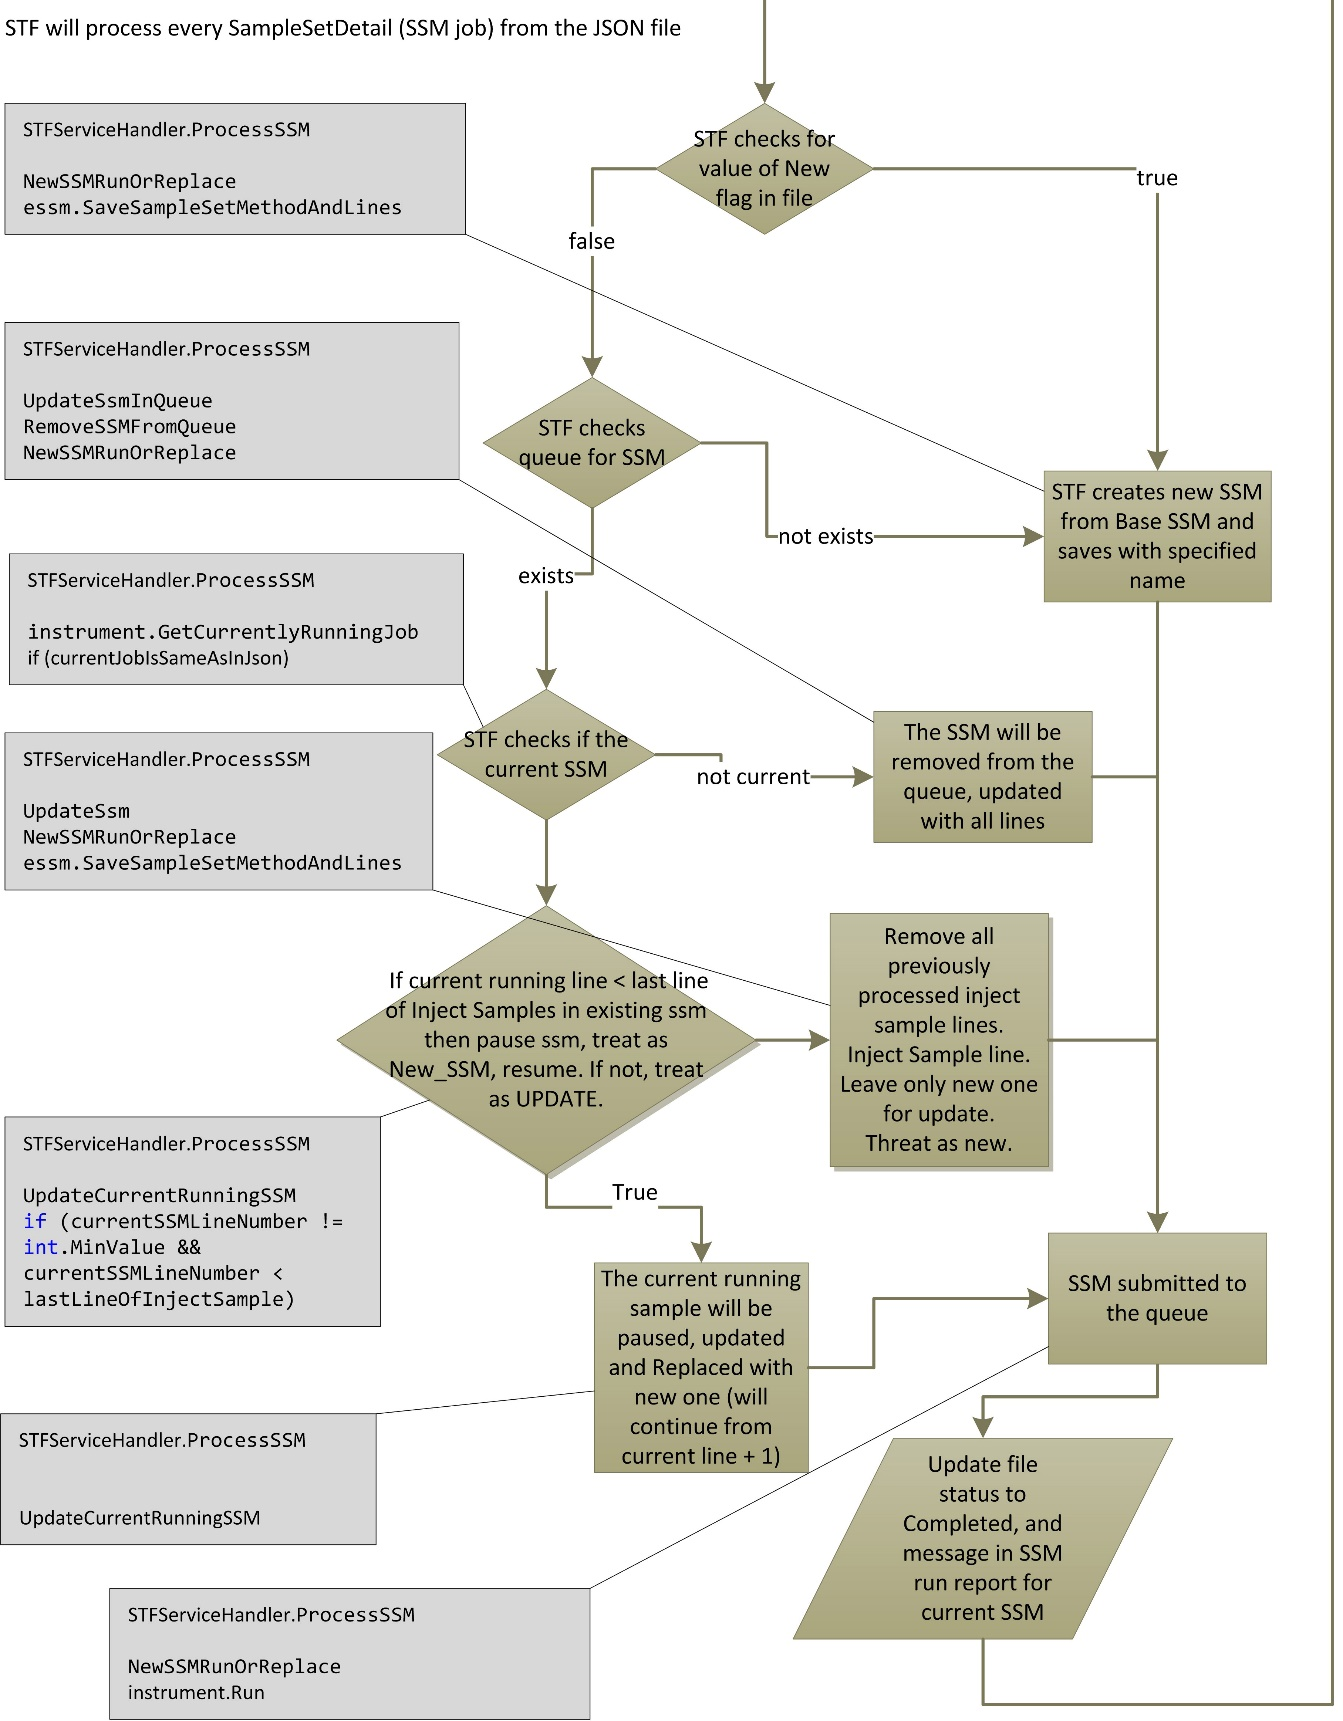 STF will process every SampleSetDetail (SSM job) from the JSON file
STFServiceHandler.ProcessSSM
NewSSMRunOrReplace
essm.SaveSampleSetMethodAndLines
STF checks for
value of New
flag in file
true
false
STFServiceHandler.ProcessSSM
UpdateSsmInQueue
RemoveSSMFromQueue
NewSSMRunOrReplace
STF checks
queue for SSM
not exists
STF creates new SSM
from Base SSM and
saves with specified
name
exists
STFServiceHandler.ProcessSSM
instrument.GetCurrentlyRunningJob
if (currentJobIsSameAsInJson)
STF checks if the
current SSM
not current
The SSM will be
removed from the
queue, updated
with all lines
STFServiceHandler.ProcessSSM
UpdateSsm
NewSSMRunOrReplace
essm.SaveSampleSetMethodAndLines
If current running line < last line
of Inject Samples in existing ssm
then pause ssm, treat as
New_SSM, resume. If not, treat
as UPDATE.
Remove all
previously
processed inject
sample lines.
Inject Sample line.
Leave only new one
for update.
Threat as new.
STFServiceHandler.ProcessSSM
UpdateCurrentRunningSSM
if (currentSSMLineNumber !=
int.MinValue &&
currentSSMLineNumber <
lastLineOfInjectSample)
True
The current running
sample will be
paused, updated
and Replaced with
new one (will
continue from
current line + 1)
SSM submitted to
the queue
STFServiceHandler.ProcessSSM
UpdateCurrentRunningSSM
Update file
status to
Completed, and
message in SSM
run report for
current SSM
STFServiceHandler.ProcessSSM
NewSSMRunOrReplace
instrument.Run